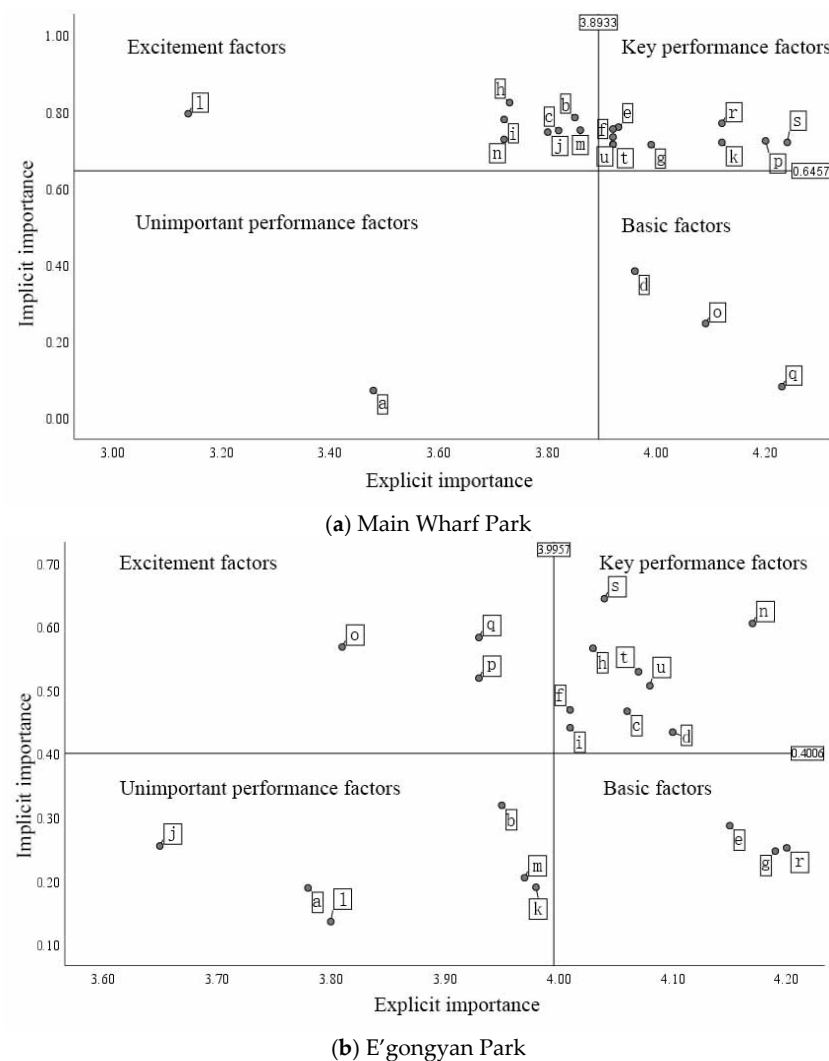 3.8933
1.00
Excitement factors
Key performance factors
h
b
e
l
c
r
s
0.80
f
i
n
j
m
u
t
g
k
p
0.6457
0.60
Unimportant performance factors
Basic factors
Implicit importance
0.40
d
o
0.20
q
a
0.00
3.00 3.20 3.40 3.60 3.80 4.00 4.20
Explicit importance
(a) Main Wharf Park
3.9957
0.70
Excitement factors
Key performance factors
s
0.60
o
q
n
p
h
t
u
0.50
f
i
c
d
Implicit importance
0.40
0.4006
Unimportant performance factors
Basic factors
0.30
j
b
e
m
g
r
0.20
a
l
k
0.10
3.60 3.70 3.80 3.90 4.00 4.10 4.20
Explicit importance
(b) E’gongyan Park